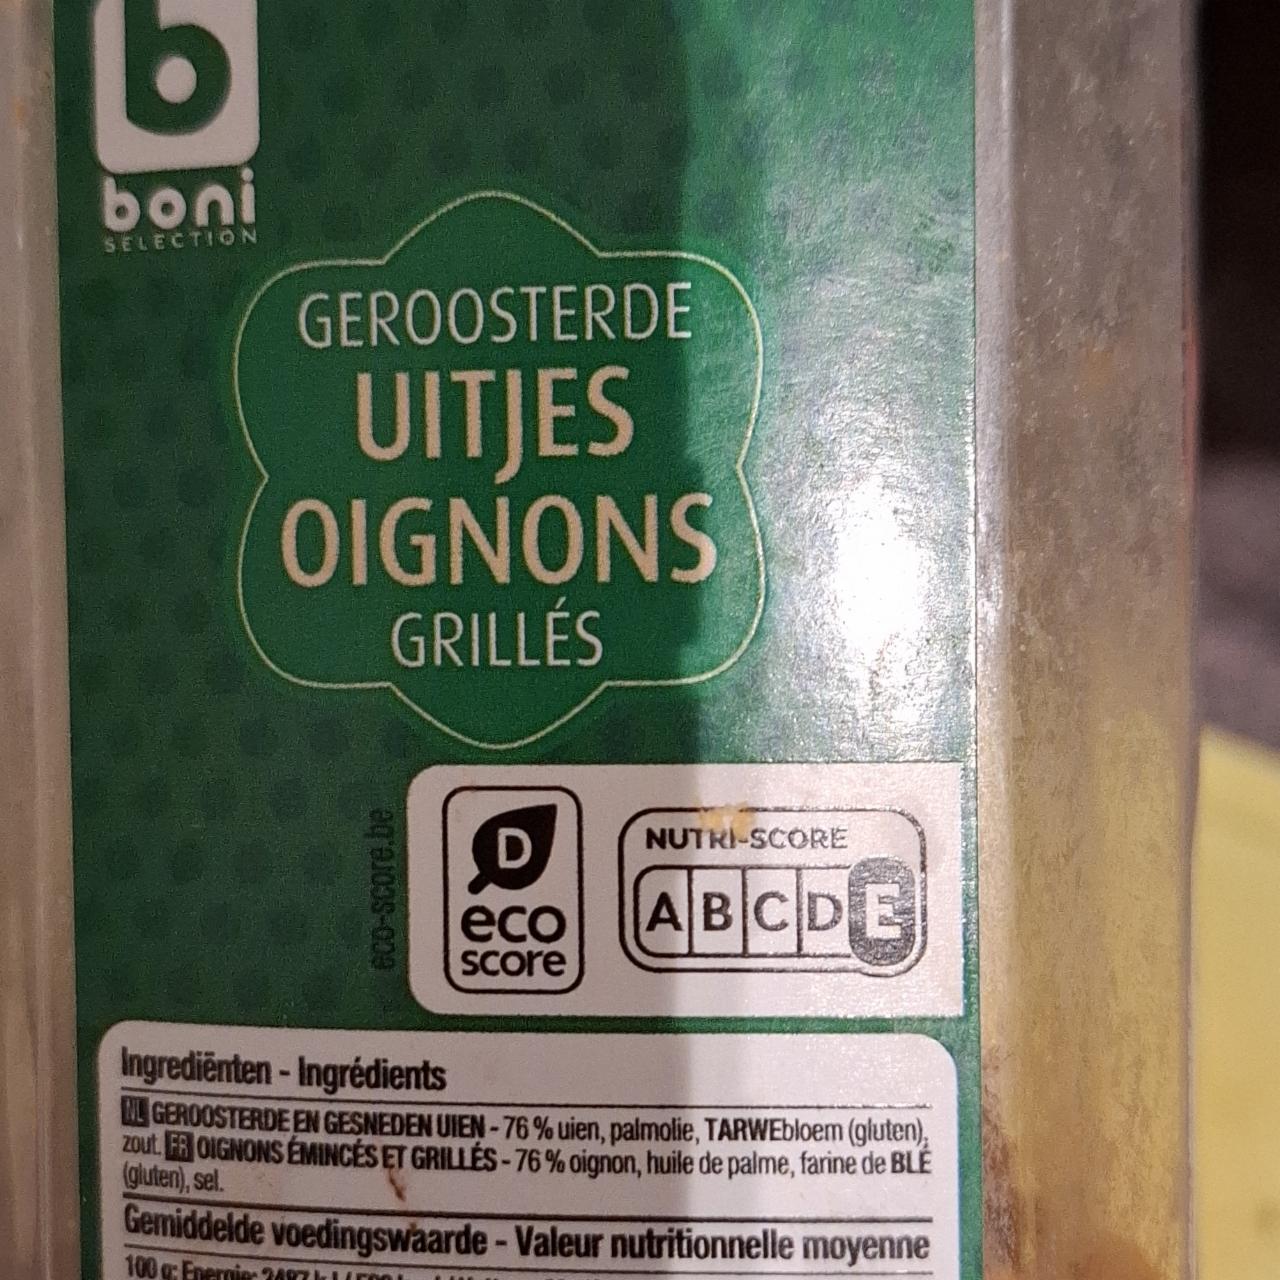 b
boni
SELECTION
GEROOSTERDE
UITJES
OIGNONS
GRILLÉS
eco-score.be
D
eco
score
NUTRI-SCORE
A B C D E
Ingrediënten - Ingrédients
NL GEROOSTERDE EN GESNEDEN UIEN - 76 % uien, palmolie, TARWEbloem (gluten),
zout. FR OIGNONS ÉMINCÉS ET GRILLÉS - 76 % oignon, huile de palme, farine de BLÉ
(gluten), sel.
Gemiddelde voedingswaarde - Valeur nutritionnelle moyenne
100 g: Energie: